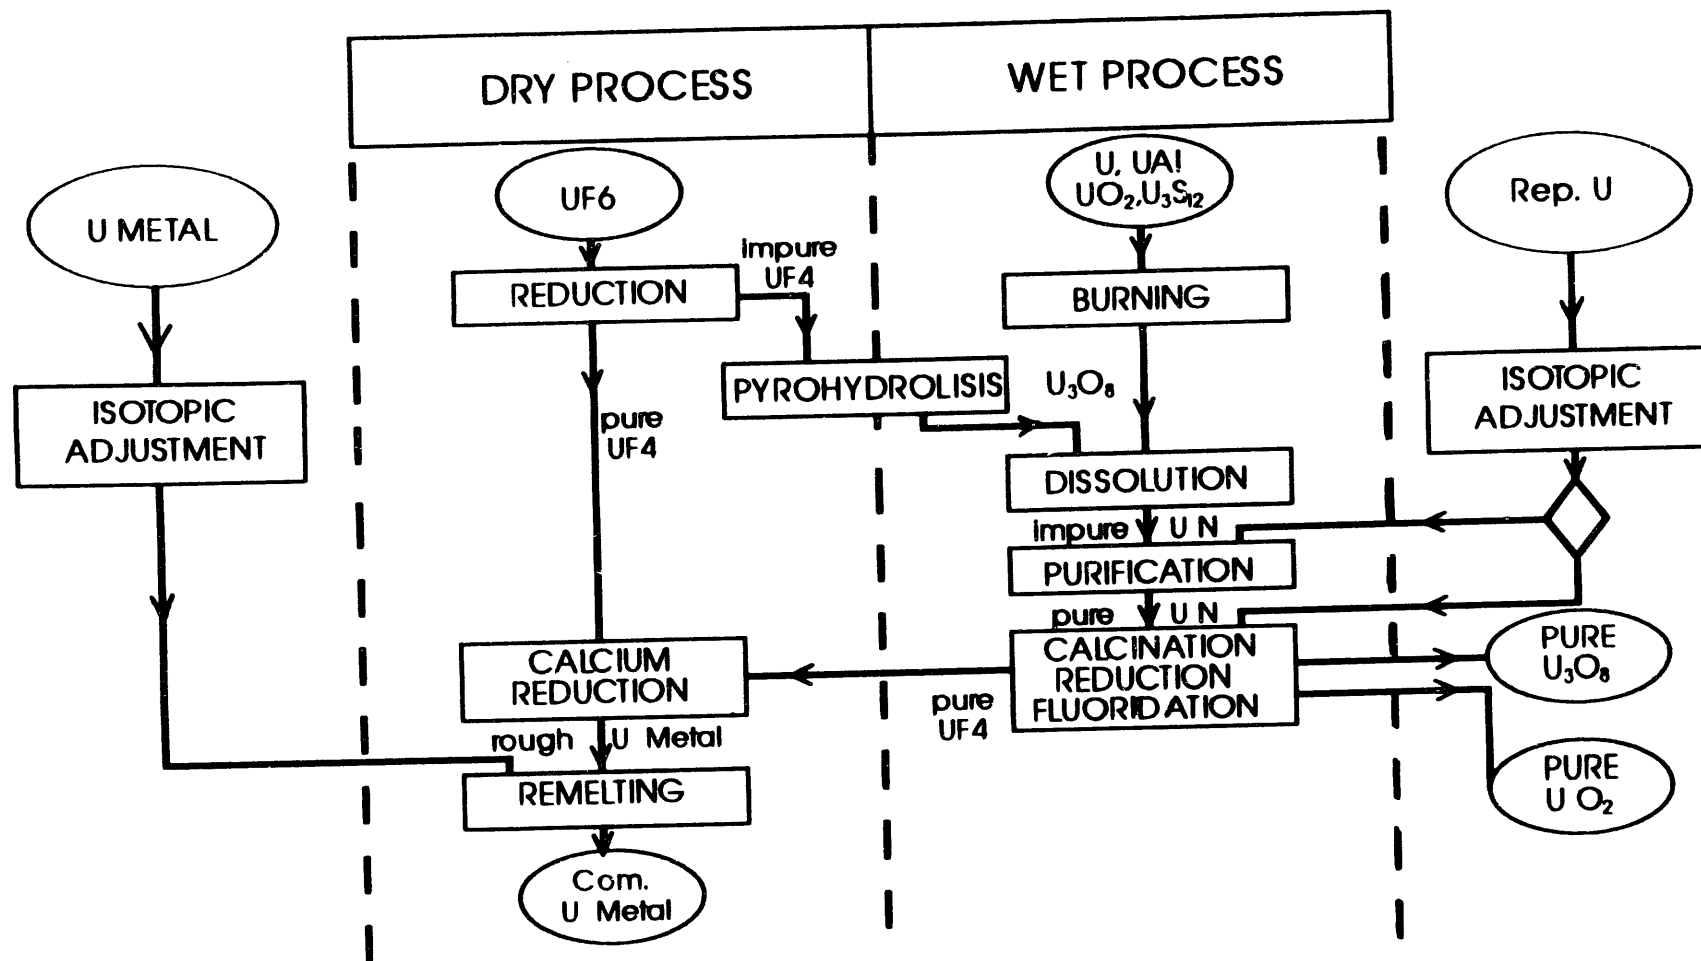 DRY PROCESS
WET PROCESS
U METAL
UF6
U, UA!
UO₂,U₃S₁₂
Rep. U
impure
UF4
REDUCTION
BURNING
PYROHYDROLISIS
U₃O₈
ISOTOPIC
ADJUSTMENT
ISOTOPIC
ADJUSTMENT
pure
UF4
DISSOLUTION
impure U N
PURIFICATION
pure U N
CALCIUM
REDUCTION
CALCINATION
REDUCTION
FLUORIDATION
pure
UF4
PURE
U₃O₈
rough U Metal
REMELTING
PURE
U O₂
Com.
U Metal